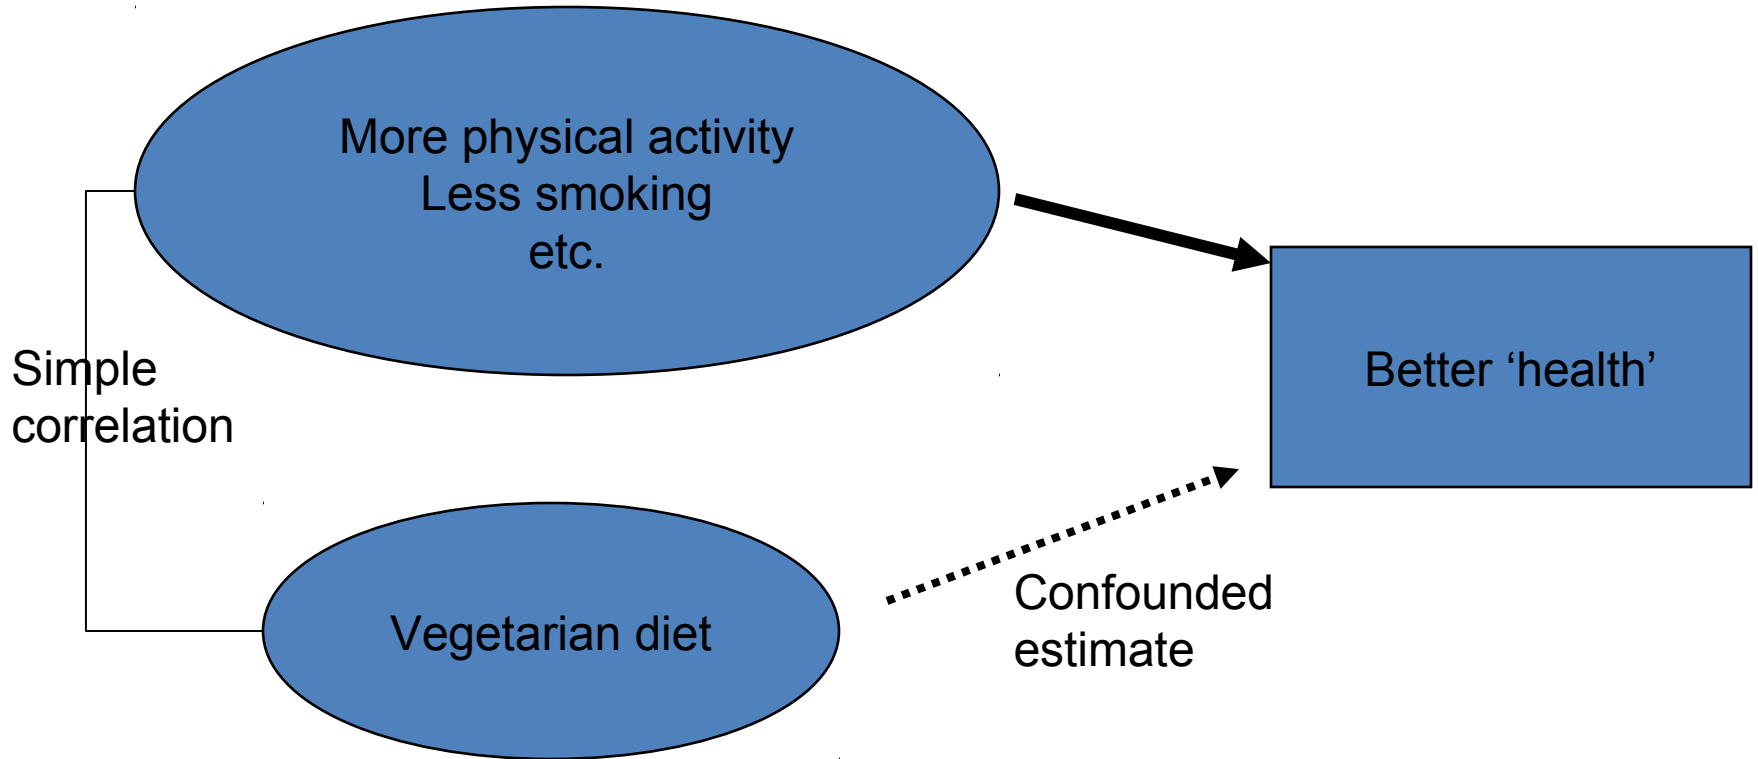 More physical activity
Less smoking
etc.
Simple
correlation
Better ‘health’
Vegetarian diet
Confounded
estimate